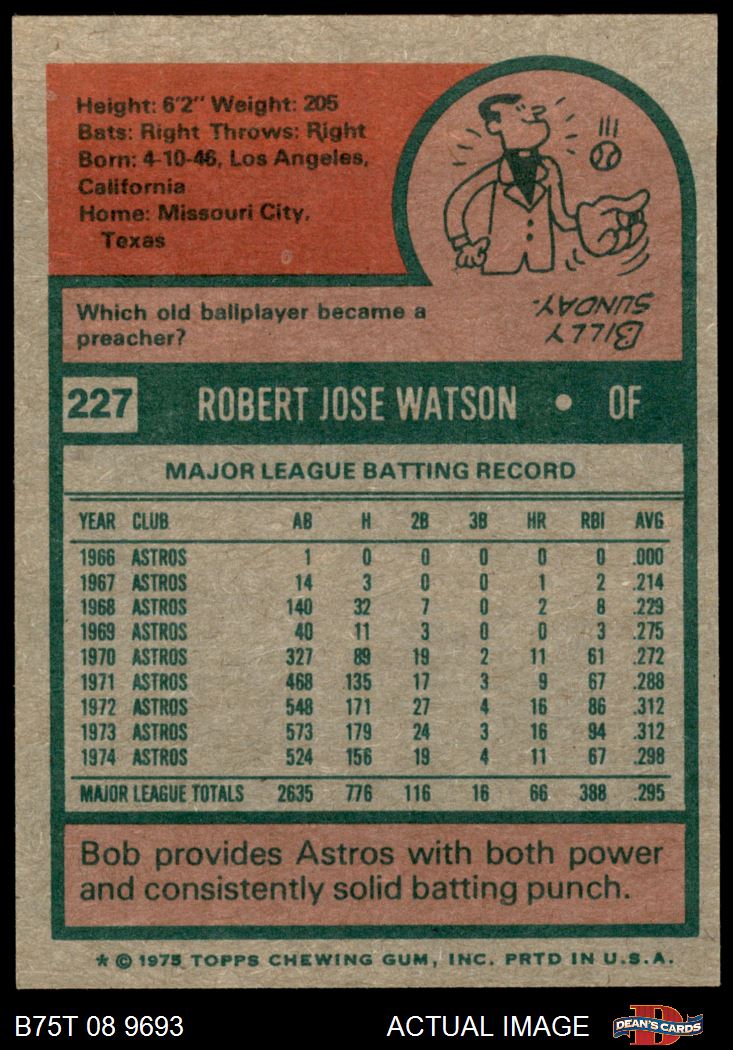 Height: 6'2" Weight: 205
Bats: Right Throws: Right
Born: 4-10-46, Los Angeles,
California
Home: Missouri City,
Texas
Which old ballplayer became a
preacher?
BILLY
SUNDAY.
227 ROBERT JOSE WATSON • OF
MAJOR LEAGUE BATTING RECORD
YEAR CLUB AB H 2B 3B HR RBI AVG
1966 ASTROS 1 0 0 0 0 0 .000
1967 ASTROS 14 3 0 0 1 2 .214
1968 ASTROS 140 32 7 0 2 8 .229
1969 ASTROS 40 11 3 0 0 3 .275
1970 ASTROS 327 89 19 2 11 61 .272
1971 ASTROS 468 135 17 3 9 67 .288
1972 ASTROS 548 171 27 4 16 86 .312
1973 ASTROS 573 179 24 3 16 94 .312
1974 ASTROS 524 156 19 4 11 67 .298
MAJOR LEAGUE TOTALS 2635 776 116 16 66 388 .295
Bob provides Astros with both power
and consistently solid batting punch.
* © 1975 TOPPS CHEWING GUM, INC. PRTD IN U.S.A.
B75T 08 9693 ACTUAL IMAGE DEAN'S CARDS